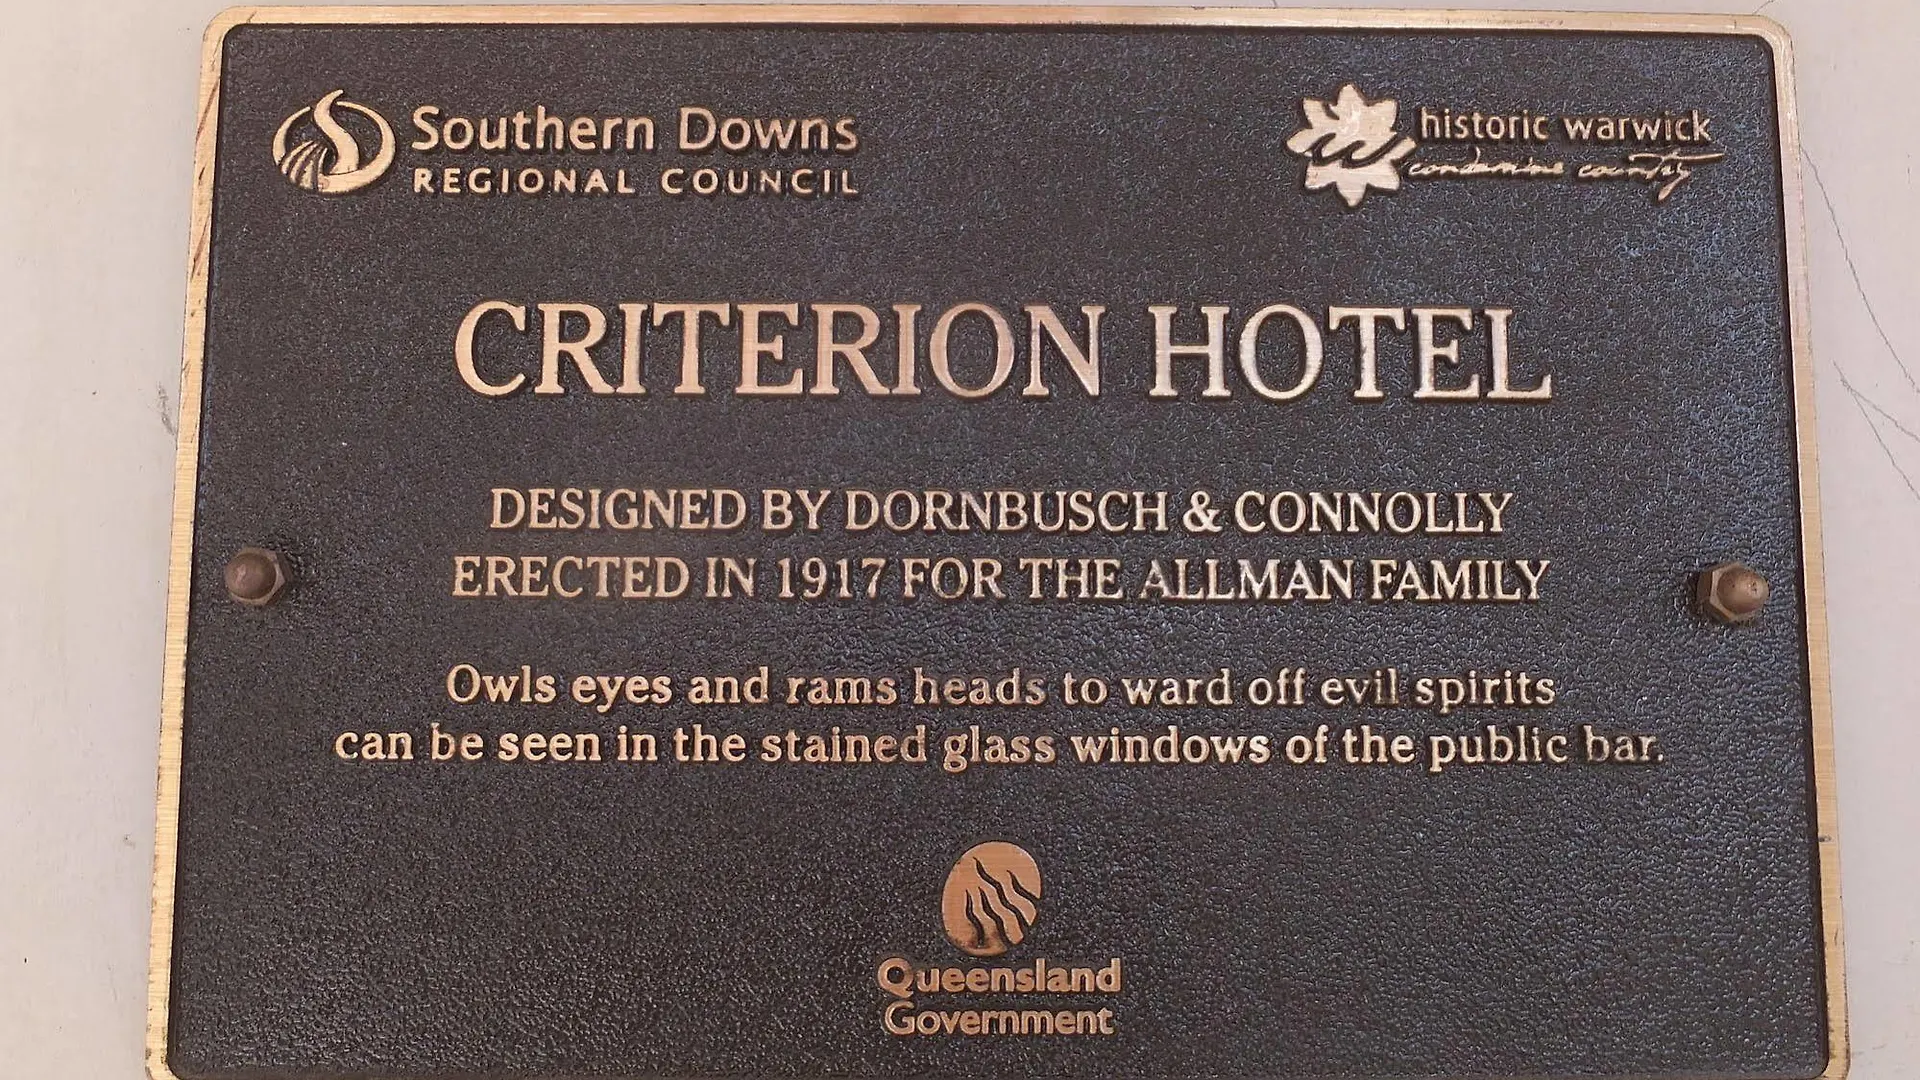 Southern Downs
REGIONAL COUNCIL
historic warwick
condamine country
CRITERION HOTEL
DESIGNED BY DORNBUSCH & CONNOLLY
ERECTED IN 1917 FOR THE ALLMAN FAMILY
Owls eyes and rams heads to ward off evil spirits
can be seen in the stained glass windows of the public bar.
Queensland
Government